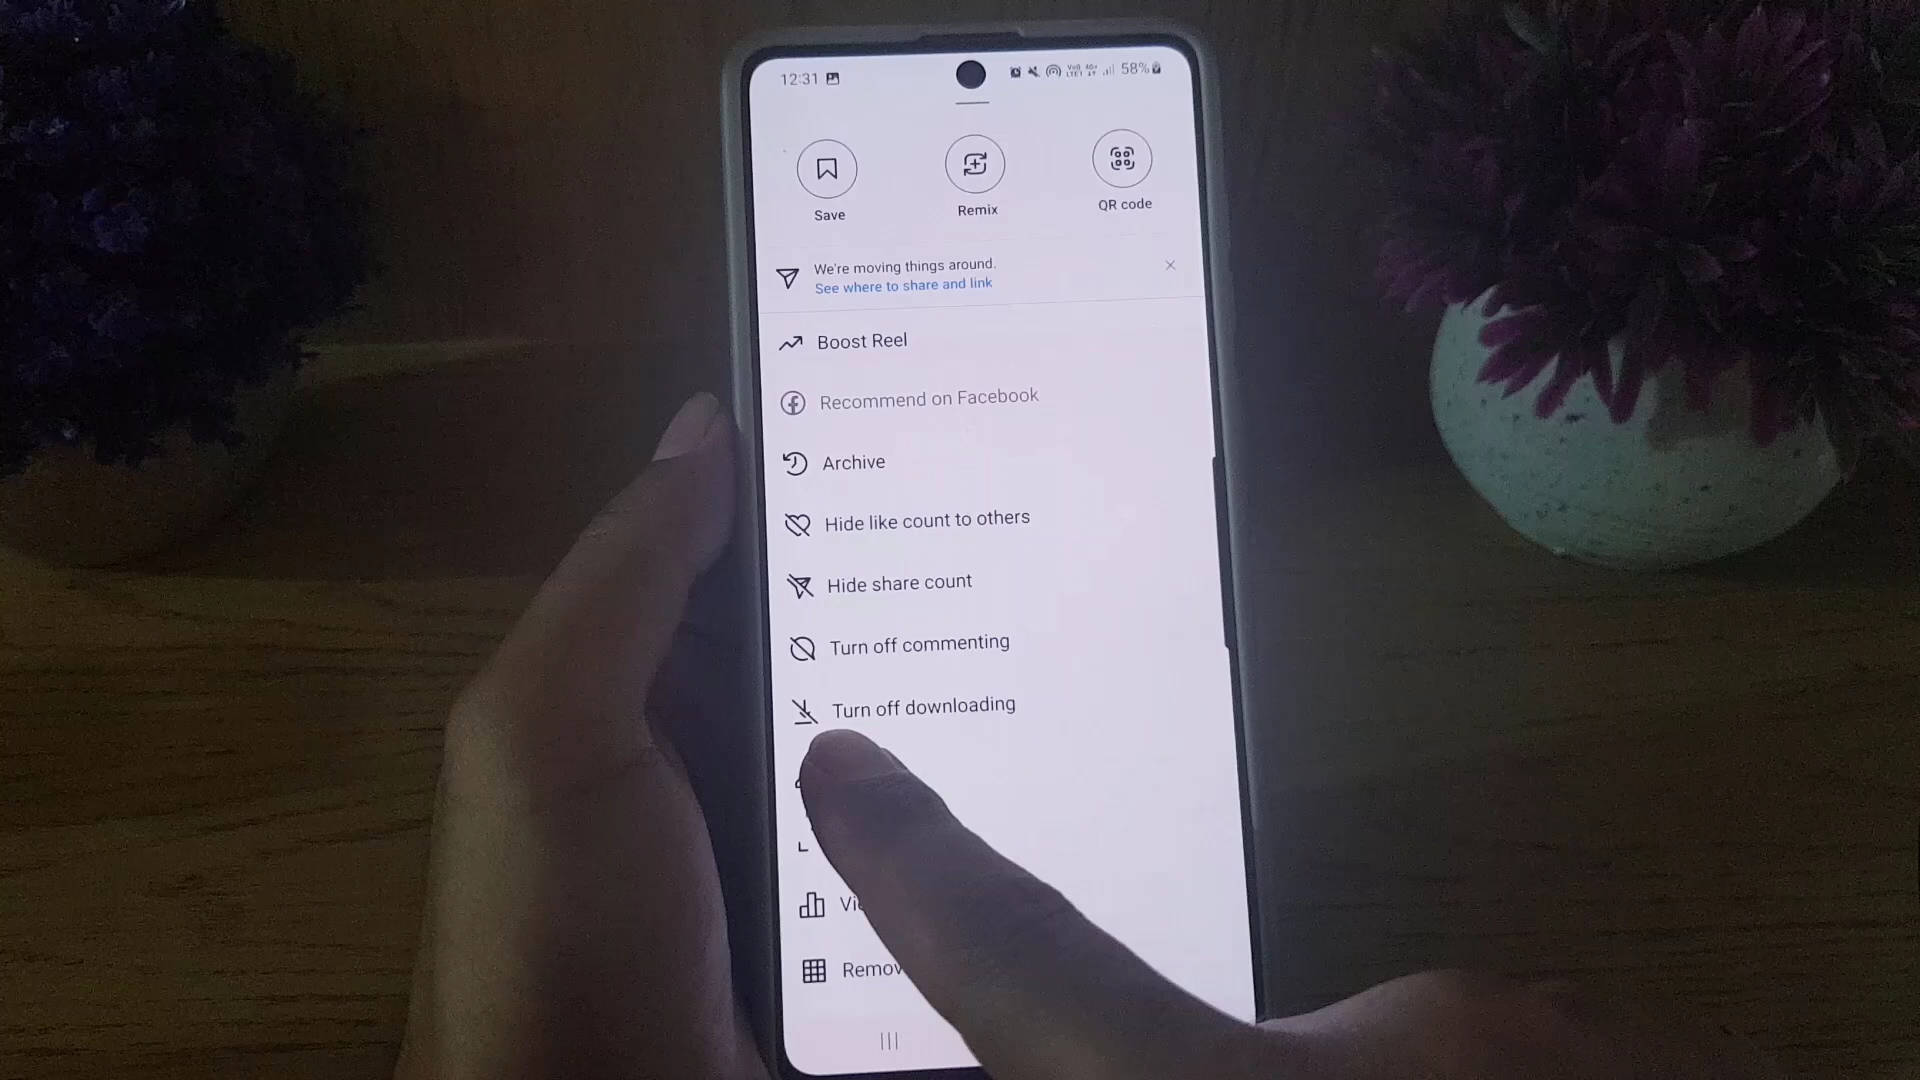 12:31
58%
Save
Remix
QR code
We're moving things around.
See where to share and link
Boost Reel
Recommend on Facebook
Archive
Hide like count to others
Hide share count
Turn off commenting
Turn off downloading